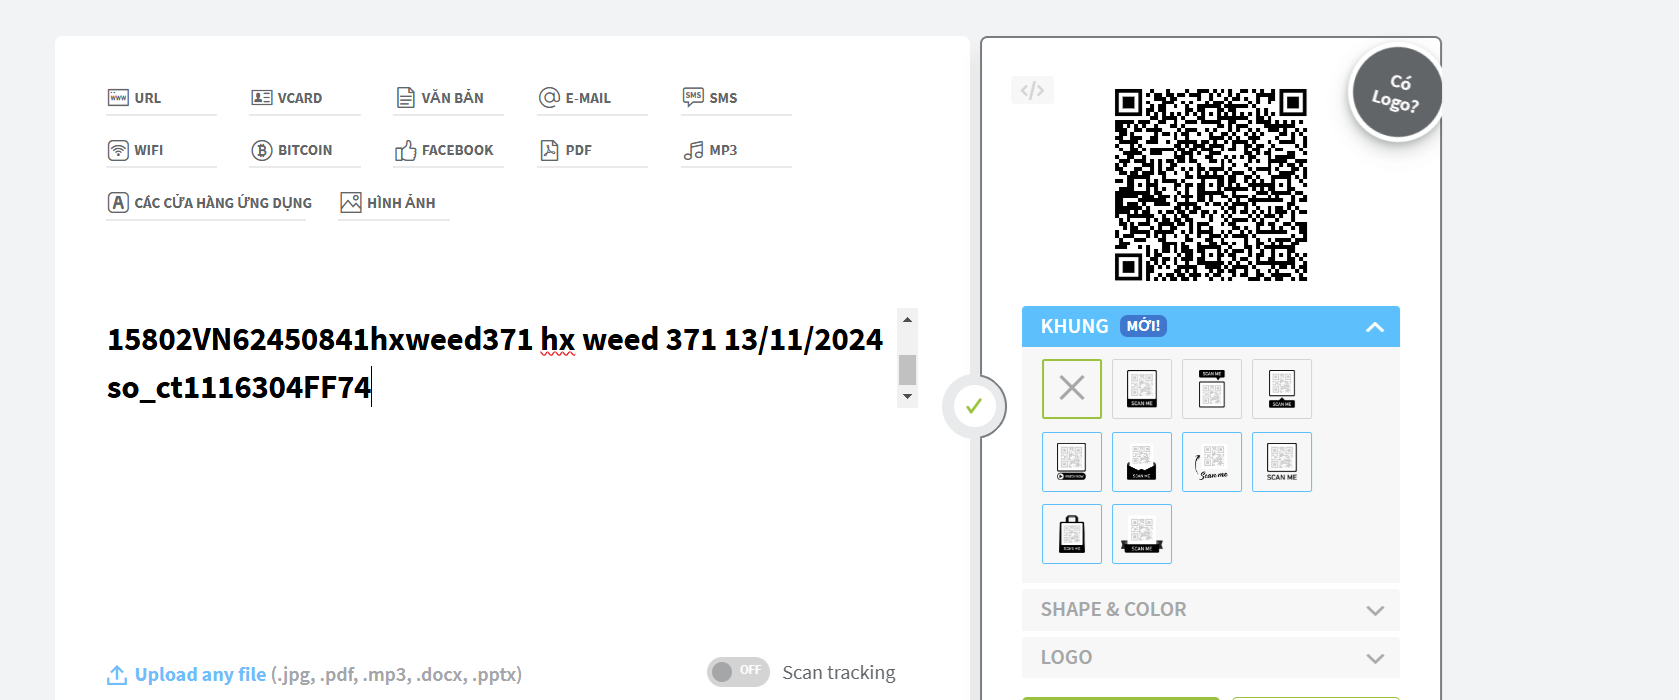 URL
VCARD
VĂN BẢN
E-MAIL
SMS
WIFI
BITCOIN
FACEBOOK
PDF
MP3
CÁC CỬA HÀNG ỨNG DỤNG
HÌNH ẢNH
15802VN62450841hxweed371 hx weed 371 13/11/2024
so_ct1116304FF74
Upload any file (.jpg, .pdf, .mp3, .docx, .pptx)
OFF
Scan tracking
</>
Có
Logo?
KHUNG MỚI!
SCAN ME
SCAN ME
SCAN ME
SCAN ME
Scan me
SCAN ME
SCAN ME
SCAN ME
SHAPE & COLOR
LOGO